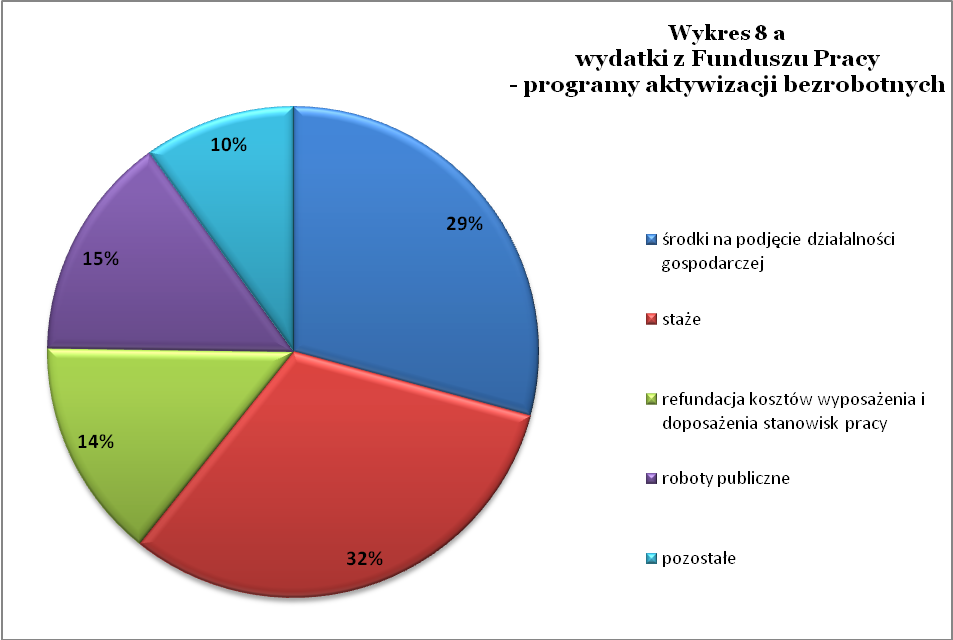 Wykres 8 a
wydatki z Funduszu Pracy
- programy aktywizacji bezrobotnych
10%
29%
15%
14%
32%
środki na podjęcie działalności
gospodarczej
staże
refundacja kosztów wyposażenia i
doposażenia stanowisk pracy
roboty publiczne
pozostałe